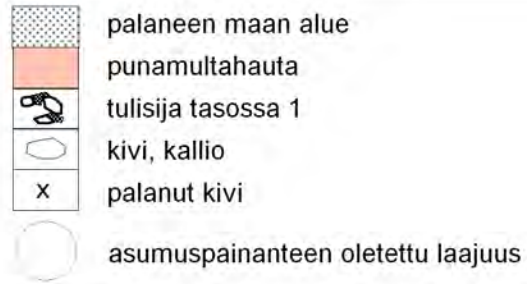 palaneen maan alue
punamultahauta
tulisija tasossa 1
kivi, kallio
x palanut kivi
asumuspainanteen oletettu laajuus